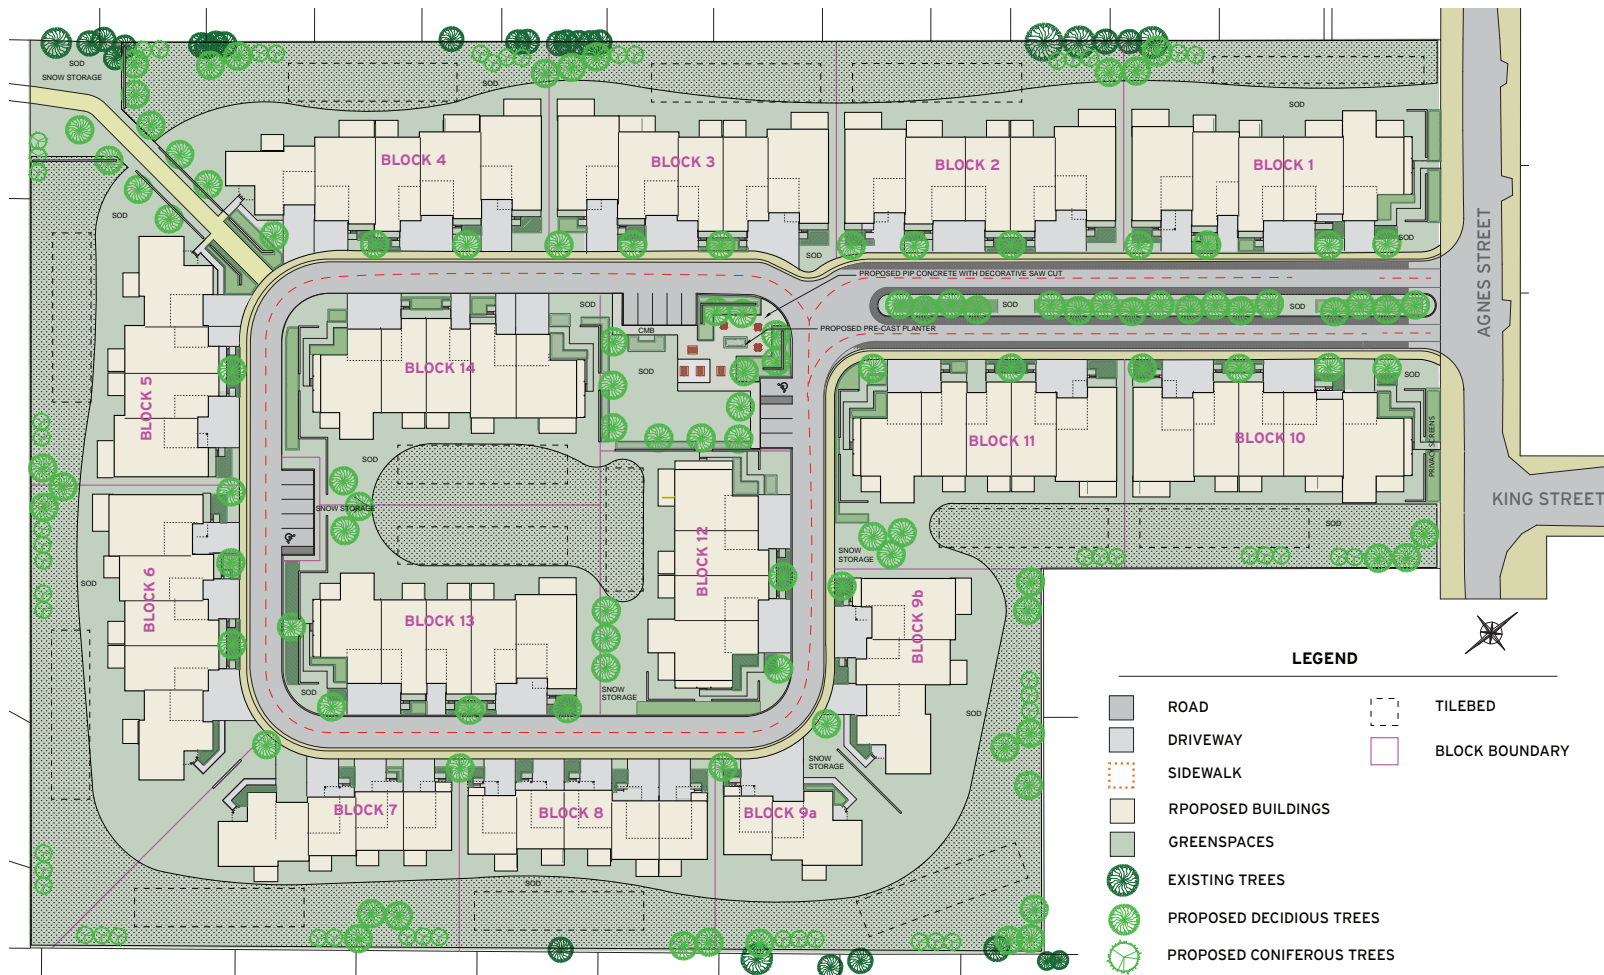 SOD
SNOW STORAGE
SOD
SOD
BLOCK 4
BLOCK 3
BLOCK 2
BLOCK 1
SOD
SOD
SOD
AGNES STREET
PROPOSED PIP CONCRETE WITH DECORATIVE SAW CUT
SOD
SOD
SOD
CMB
PROPOSED PRE-CAST PLANTER
BLOCK 14
SOD
SOD
BLOCK 5
BLOCK 11
BLOCK 10
PRIVACY SCREENS
SOD
KING STREET
SNOW STORAGE
SOD
BLOCK 12
SNOW
STORAGE
SOD
BLOCK 6
BLOCK 13
BLOCK 9b
SOD
SNOW
STORAGE
SOD
SNOW
STORAGE
BLOCK 7
BLOCK 8
BLOCK 9a
SOD
LEGEND
ROAD
DRIVEWAY
SIDEWALK
RPOPOSED BUILDINGS
GREENSPACES
EXISTING TREES
PROPOSED DECIDIOUS TREES
PROPOSED CONIFEROUS TREES
TILEBED
BLOCK BOUNDARY